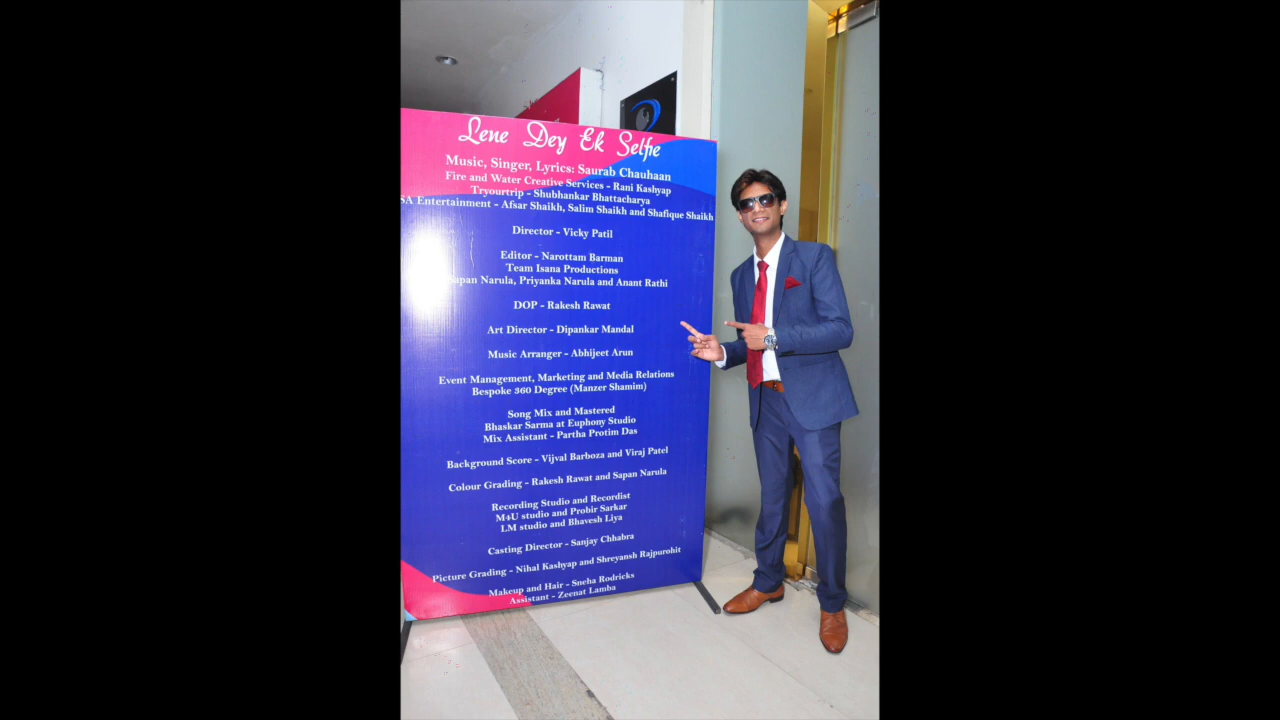 Lene Dey Ek Selfie
Music, Singer, Lyrics: Saurab Chauhaan
Fire and Water Creative Services - Rani Kashyap
Tryourtrip - Shubhankar Bhattacharya
SA Entertainment - Afsar Shaikh, Salim Shaikh and Shafique Shaikh
Director - Vicky Patil
Editor - Narottam Barman
Team Isana Productions
Sapan Narula, Priyanka Narula and Anant Rathi
DOP - Rakesh Rawat
Art Director - Dipankar Mandal
Music Arranger - Abhijeet Arun
Event Management, Marketing and Media Relations
Bespoke 360 Degree (Manzer Shamim)
Song Mix and Mastered
Bhaskar Sarma at Euphony Studio
Mix Assistant - Partha Protim Das
Background Score - Vijval Barboza and Viraj Patel
Colour Grading - Rakesh Rawat and Sapan Narula
Recording Studio and Recordist
M4U studio and Probir Sarkar
LM studio and Bhavesh Liya
Casting Director - Sanjay Chhabra
Picture Grading - Nihal Kashyap and Shreyansh Rajpurohit
Makeup and Hair - Sneha Rodricks
Assistant - Zeenat Lamba